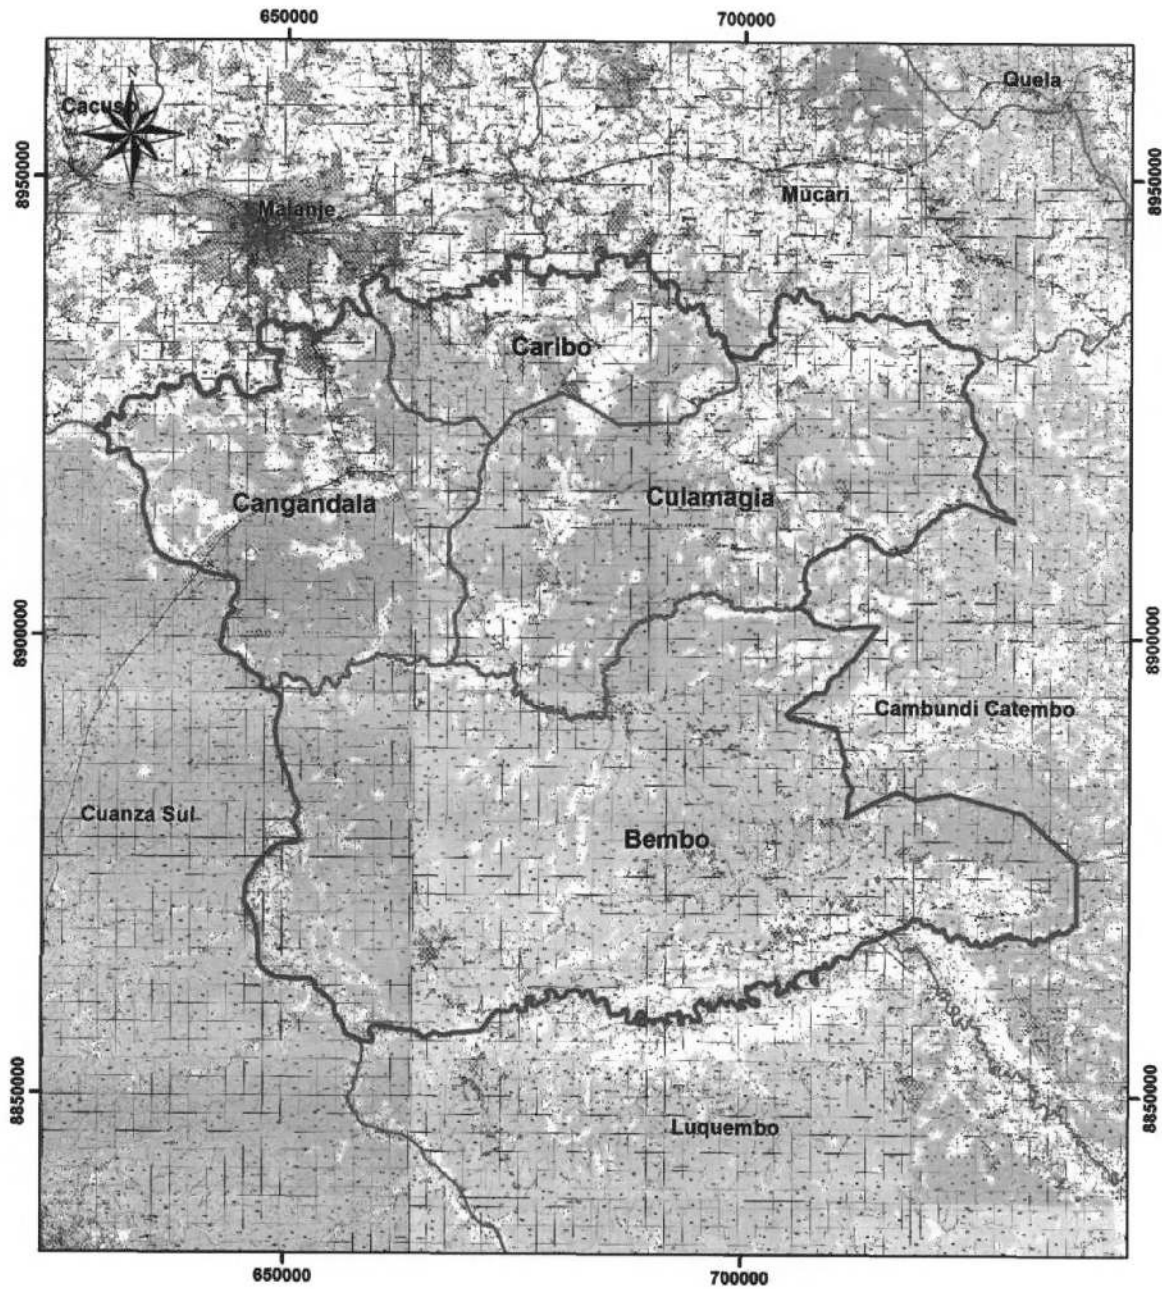 650000
700000
N
Cacuso
Quela
8950000
8950000
Malanje
Mucari
Caribo
Cangandala
Culamagia
8900000
8900000
Cambundi Catembo
Cuanza Sul
Bembo
8850000
8850000
Luquembo
650000
700000